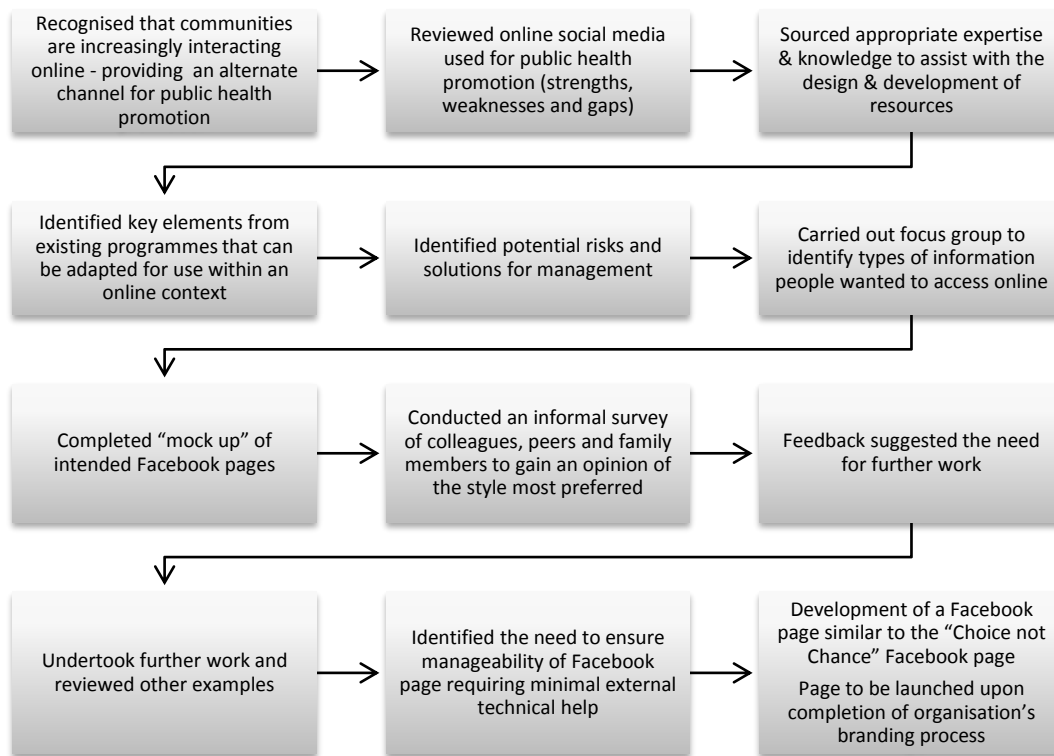 Recognised that communities
are increasingly interacting
online - providing an alternate
channel for public health
promotion
Reviewed online social media
used for public health
promotion (strengths,
weaknesses and gaps)
Sourced appropriate expertise
& knowledge to assist with the
design & development of
resources
Identified key elements from
existing programmes that can
be adapted for use within an
online context
Identified potential risks and
solutions for management
Carried out focus group to
identify types of information
people wanted to access online
Completed “mock up” of
intended Facebook pages
Conducted an informal survey
of colleagues, peers and family
members to gain an opinion of
the style most preferred
Feedback suggested the need
for further work
Undertook further work and
reviewed other examples
Identified the need to ensure
manageability of Facebook
page requiring minimal external
technical help
Development of a Facebook
page similar to the “Choice not
Chance” Facebook page
Page to be launched upon
completion of organisation’s
branding process